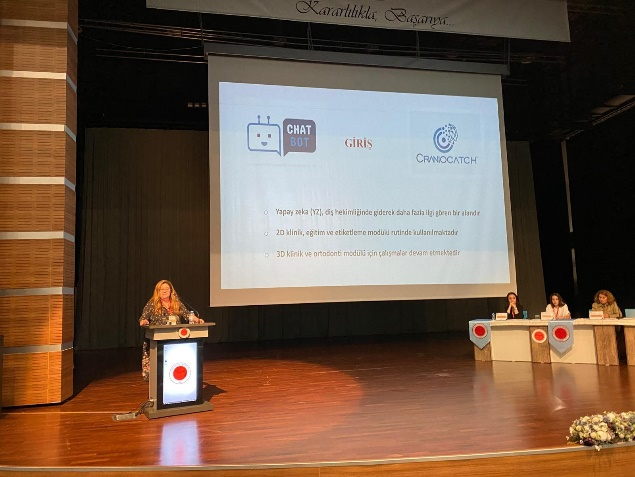 Kararlılıkla, Başarıya...
CHAT
BOT
GİRİŞ
CRANIOCATCH
Yapay zeka (YZ), diş hekimliğinde giderek daha fazla ilgi gören bir alandır
2D klinik, eğitim ve etiketleme modülü rutinde kullanılmaktadır
3D klinik ve ortodonti modülü için çalışmalar devam etmektedir